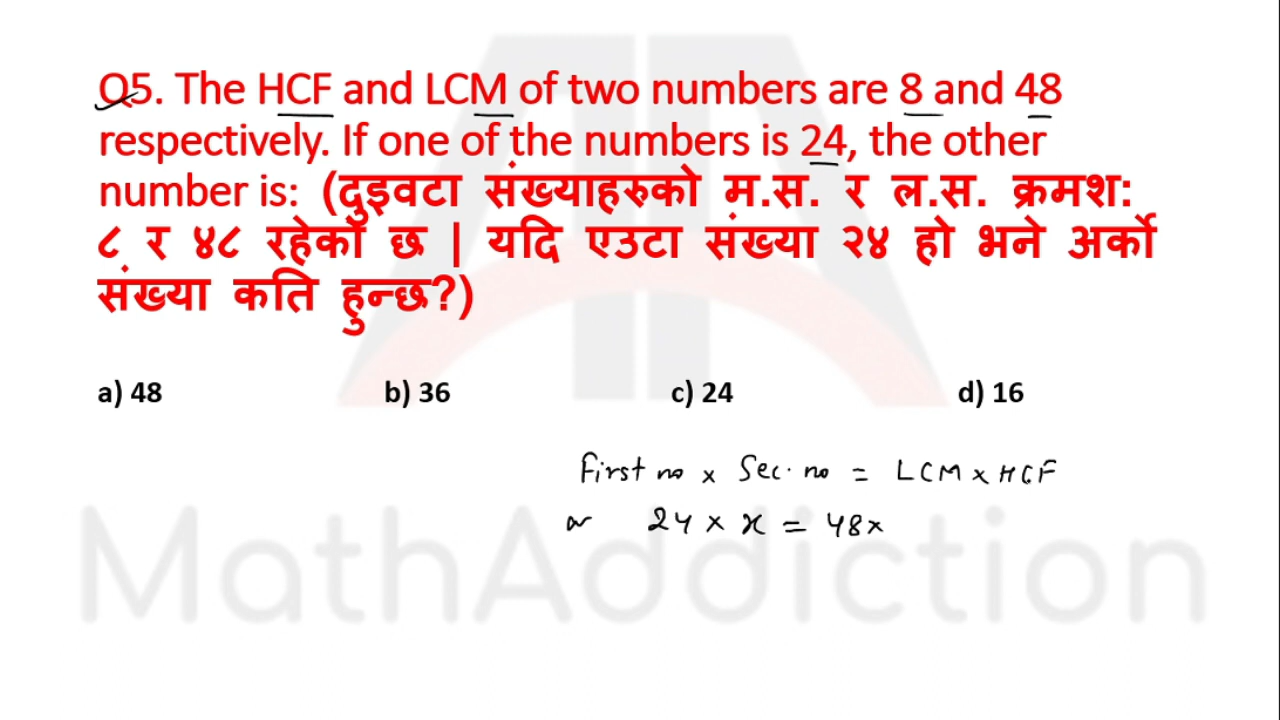 Q5. The HCF and LCM of two numbers are 8 and 48
respectively. If one of the numbers is 24, the other
number is: (दुइवटा संख्याहरुको म.स. र ल.स. क्रमश:
८ र ४८ रहेको छ | यदि एउटा संख्या २४ हो भने अर्को
संख्या कति हुन्छ?)
a) 48 b) 36 c) 24 d) 16
First no x Sec. no = LCM x HCF
or 24 x x = 48x
MathAddiction